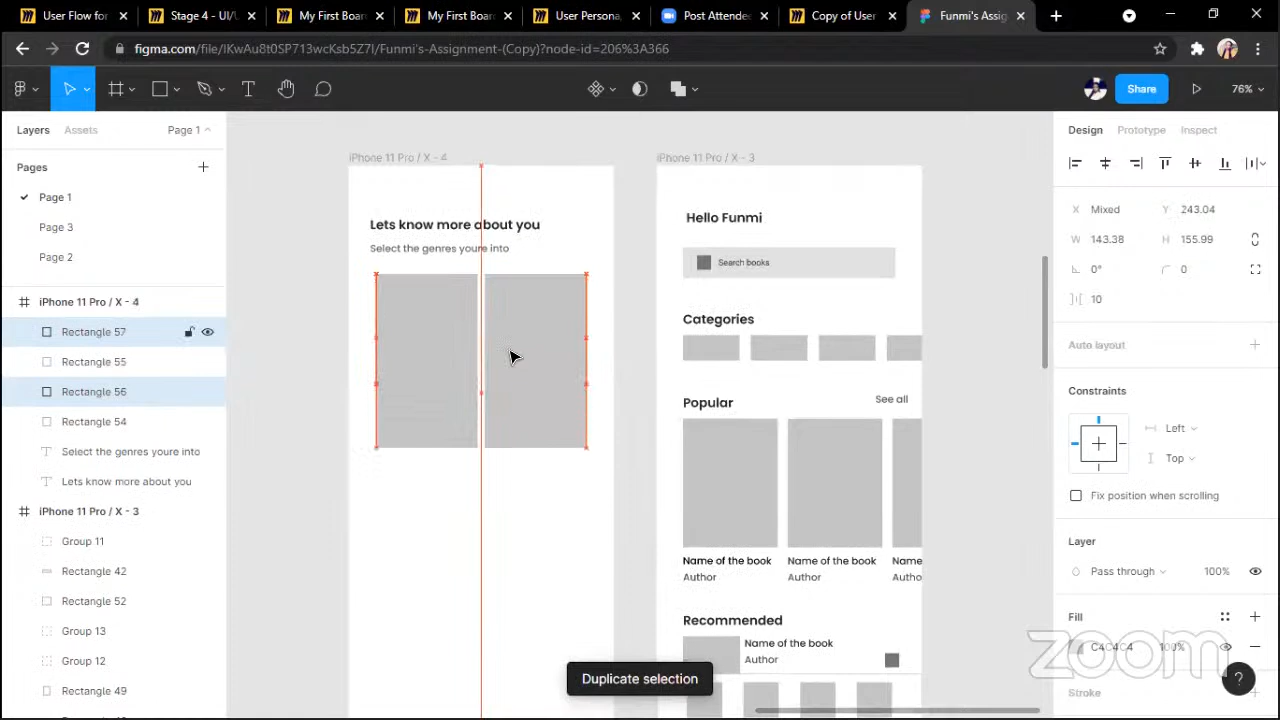 User Flow for
Stage 4 - UI/U
My First Boar
My First Boar
User Persona,
Post Attended
Copy of User
Funmi's Assig
figma.com/file/IKwAu8t0SP713wcKsb5Z7I/Funmi's-Assignment-(Copy)?node-id=206%3A366
Share
76%
Layers
Assets
Page 1
Pages
Page 1
Page 3
Page 2
iPhone 11 Pro / X - 4
Rectangle 57
Rectangle 55
Rectangle 56
Rectangle 54
Select the genres youre into
Lets know more about you
iPhone 11 Pro / X - 3
Group 11
Rectangle 42
Rectangle 52
Group 13
Group 12
Rectangle 49
iPhone 11 Pro / X - 4
Lets know more about you
Select the genres youre into
iPhone 11 Pro / X - 3
Hello Funmi
Search books
Categories
Popular
See all
Name of the book
Name of the book
Name
Author
Author
Autho
Recommended
Name of the book
Author
Duplicate selection
Design
Prototype
Inspect
X Mixed
Y 243.04
W 143.38
H 155.99
0°
0
10
Auto layout
Constraints
Left
Top
Fix position when scrolling
Layer
Pass through
100%
Fill
C4C4C4
100%
Stroke
zoom
?